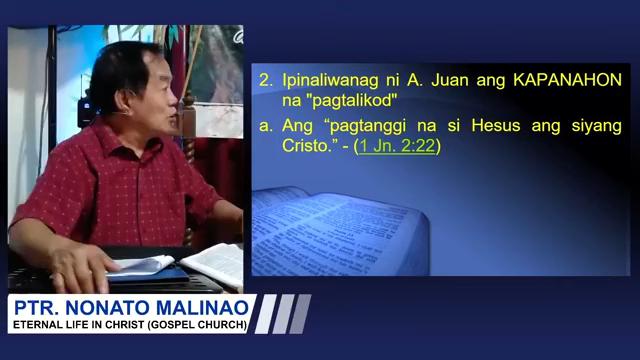 2. Ipinaliwanag ni A. Juan ang KAPANAHON
na "pagtalikod"
a. Ang “pagtanggi na si Hesus ang siyang
Cristo.” - (1 Jn. 2:22)
PTR. NONATO MALINAO
ETERNAL LIFE IN CHRIST (GOSPEL CHURCH)